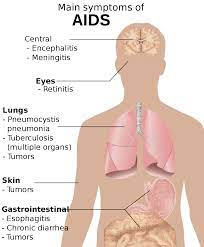 Main symptoms of
AIDS
Central
- Encephalitis
- Meningitis
Eyes
- Retinitis
Lungs
- Pneumocystis
pneumonia
- Tuberculosis
(multiple organs)
- Tumors
Skin
- Tumors
Gastrointestinal
- Esophagitis
- Chronic diarrhea
- Tumors